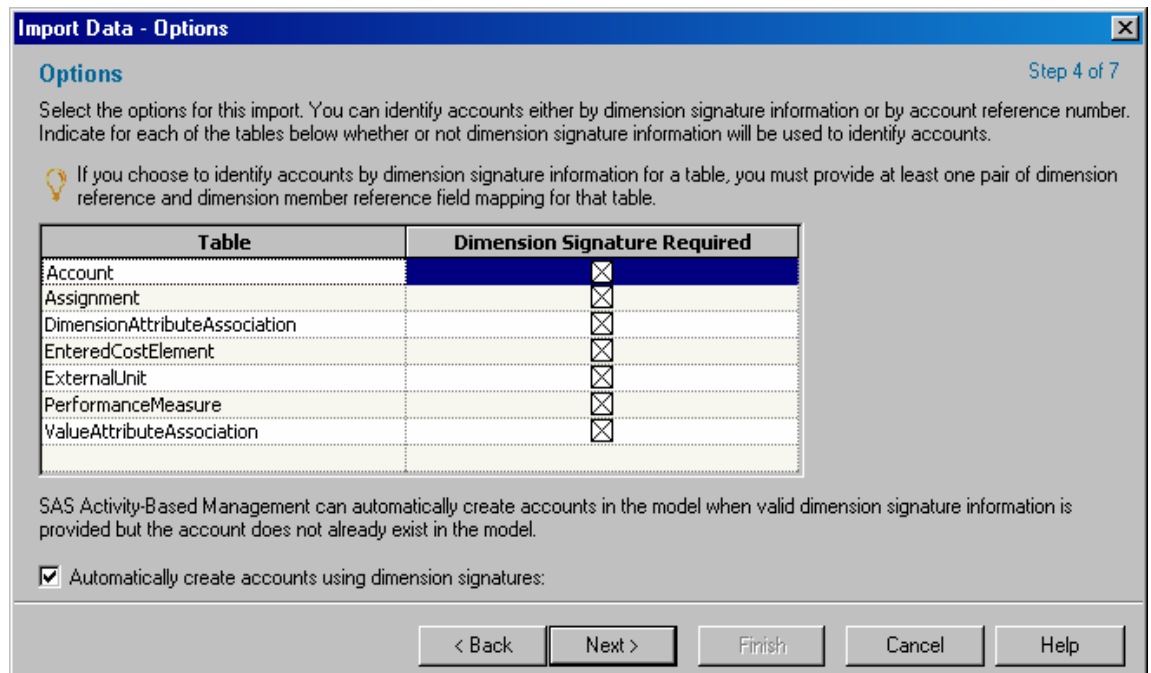 Import Data - Options
Options
Step 4 of 7
Select the options for this import. You can identify accounts either by dimension signature information or by account reference number.
Indicate for each of the tables below whether or not dimension signature information will be used to identify accounts.
If you choose to identify accounts by dimension signature information for a table, you must provide at least one pair of dimension
reference and dimension member reference field mapping for that table.
Table
Dimension Signature Required
Account
Assignment
DimensionAttributeAssociation
EnteredCostElement
ExternalUnit
PerformanceMeasure
ValueAttributeAssociation
SAS Activity-Based Management can automatically create accounts in the model when valid dimension signature information is
provided but the account does not already exist in the model.
Automatically create accounts using dimension signatures:
< Back
Next >
Finish
Cancel
Help